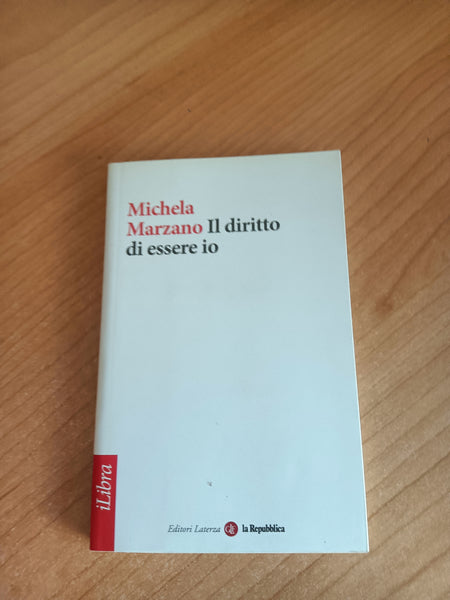 Michela
Marzano Il diritto
di essere io
iLibra
Editori Laterza
la Repubblica